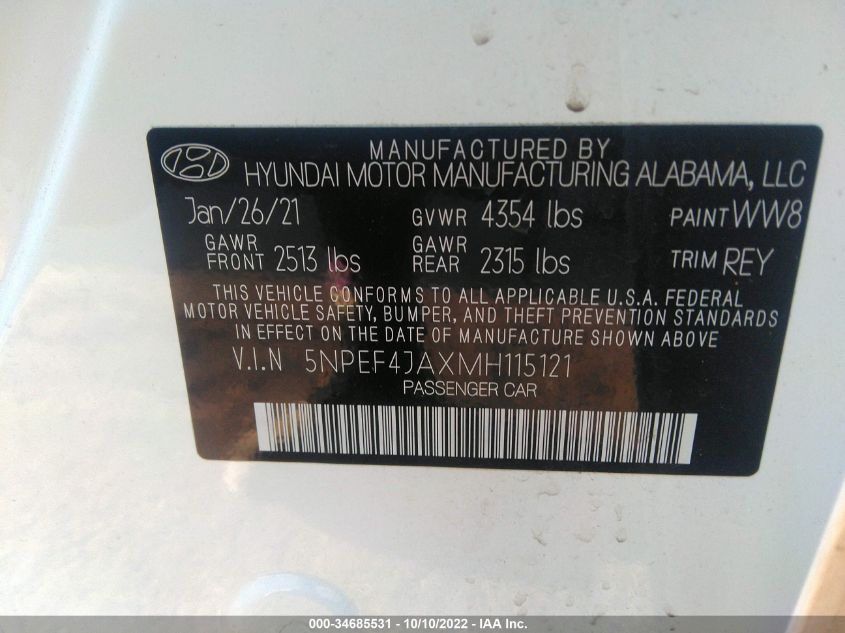 MANUFACTURED BY
HYUNDAI MOTOR MANUFACTURING ALABAMA, LLC
Jan/26/21 GVWR 4354 lbs PAINT WW8
GAWR FRONT 2513 lbs GAWR REAR 2315 lbs TRIM REY
THIS VEHICLE CONFORMS TO ALL APPLICABLE U.S.A. FEDERAL
MOTOR VEHICLE SAFETY, BUMPER, AND THEFT PREVENTION STANDARDS
IN EFFECT ON THE DATE OF MANUFACTURE SHOWN ABOVE
V.I.N 5NPEF4JAXMH115121
PASSENGER CAR
000-34685531 - 10/10/2022 - IAA Inc.